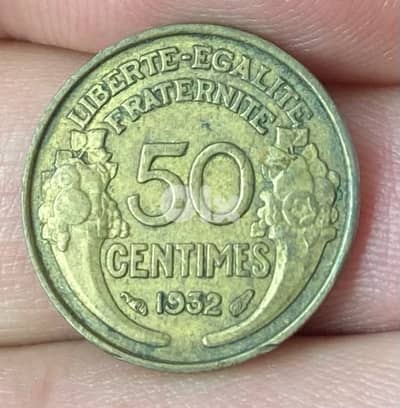 LIBERTE-EGALITE
FRATERNITE
50
CENTIMES
1932